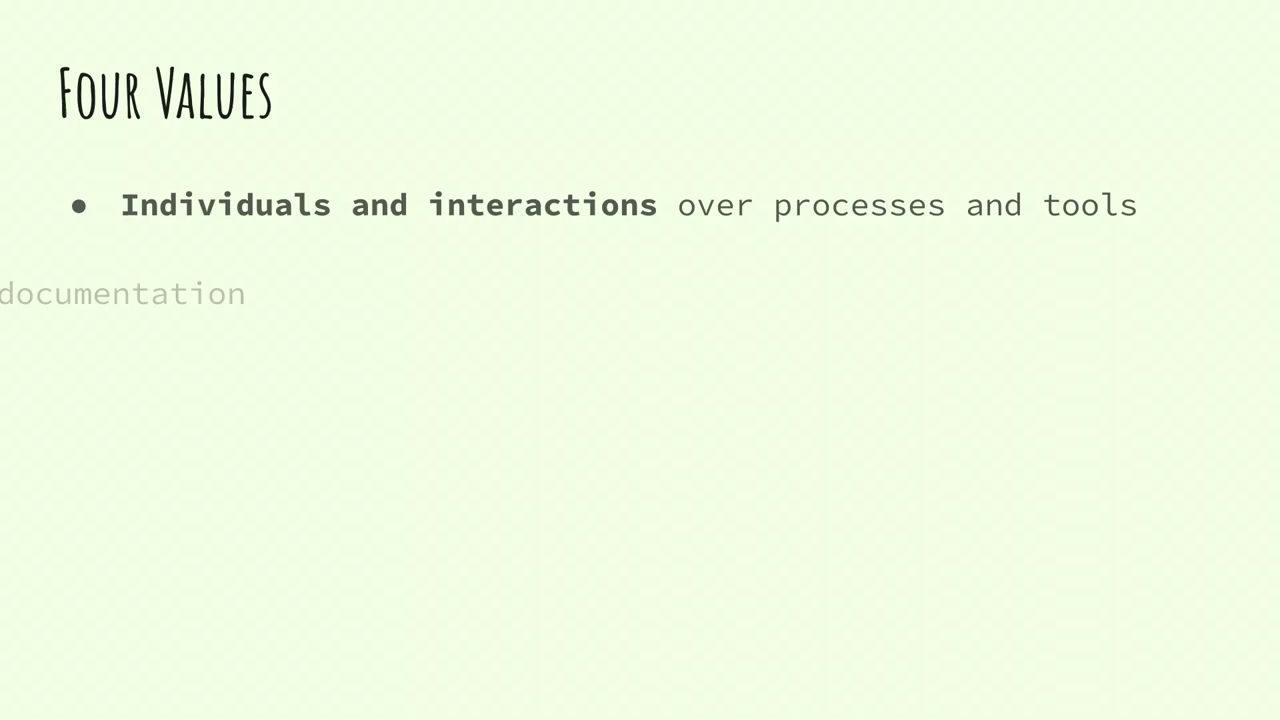 Four Values
● Individuals and interactions over processes and tools
documentation